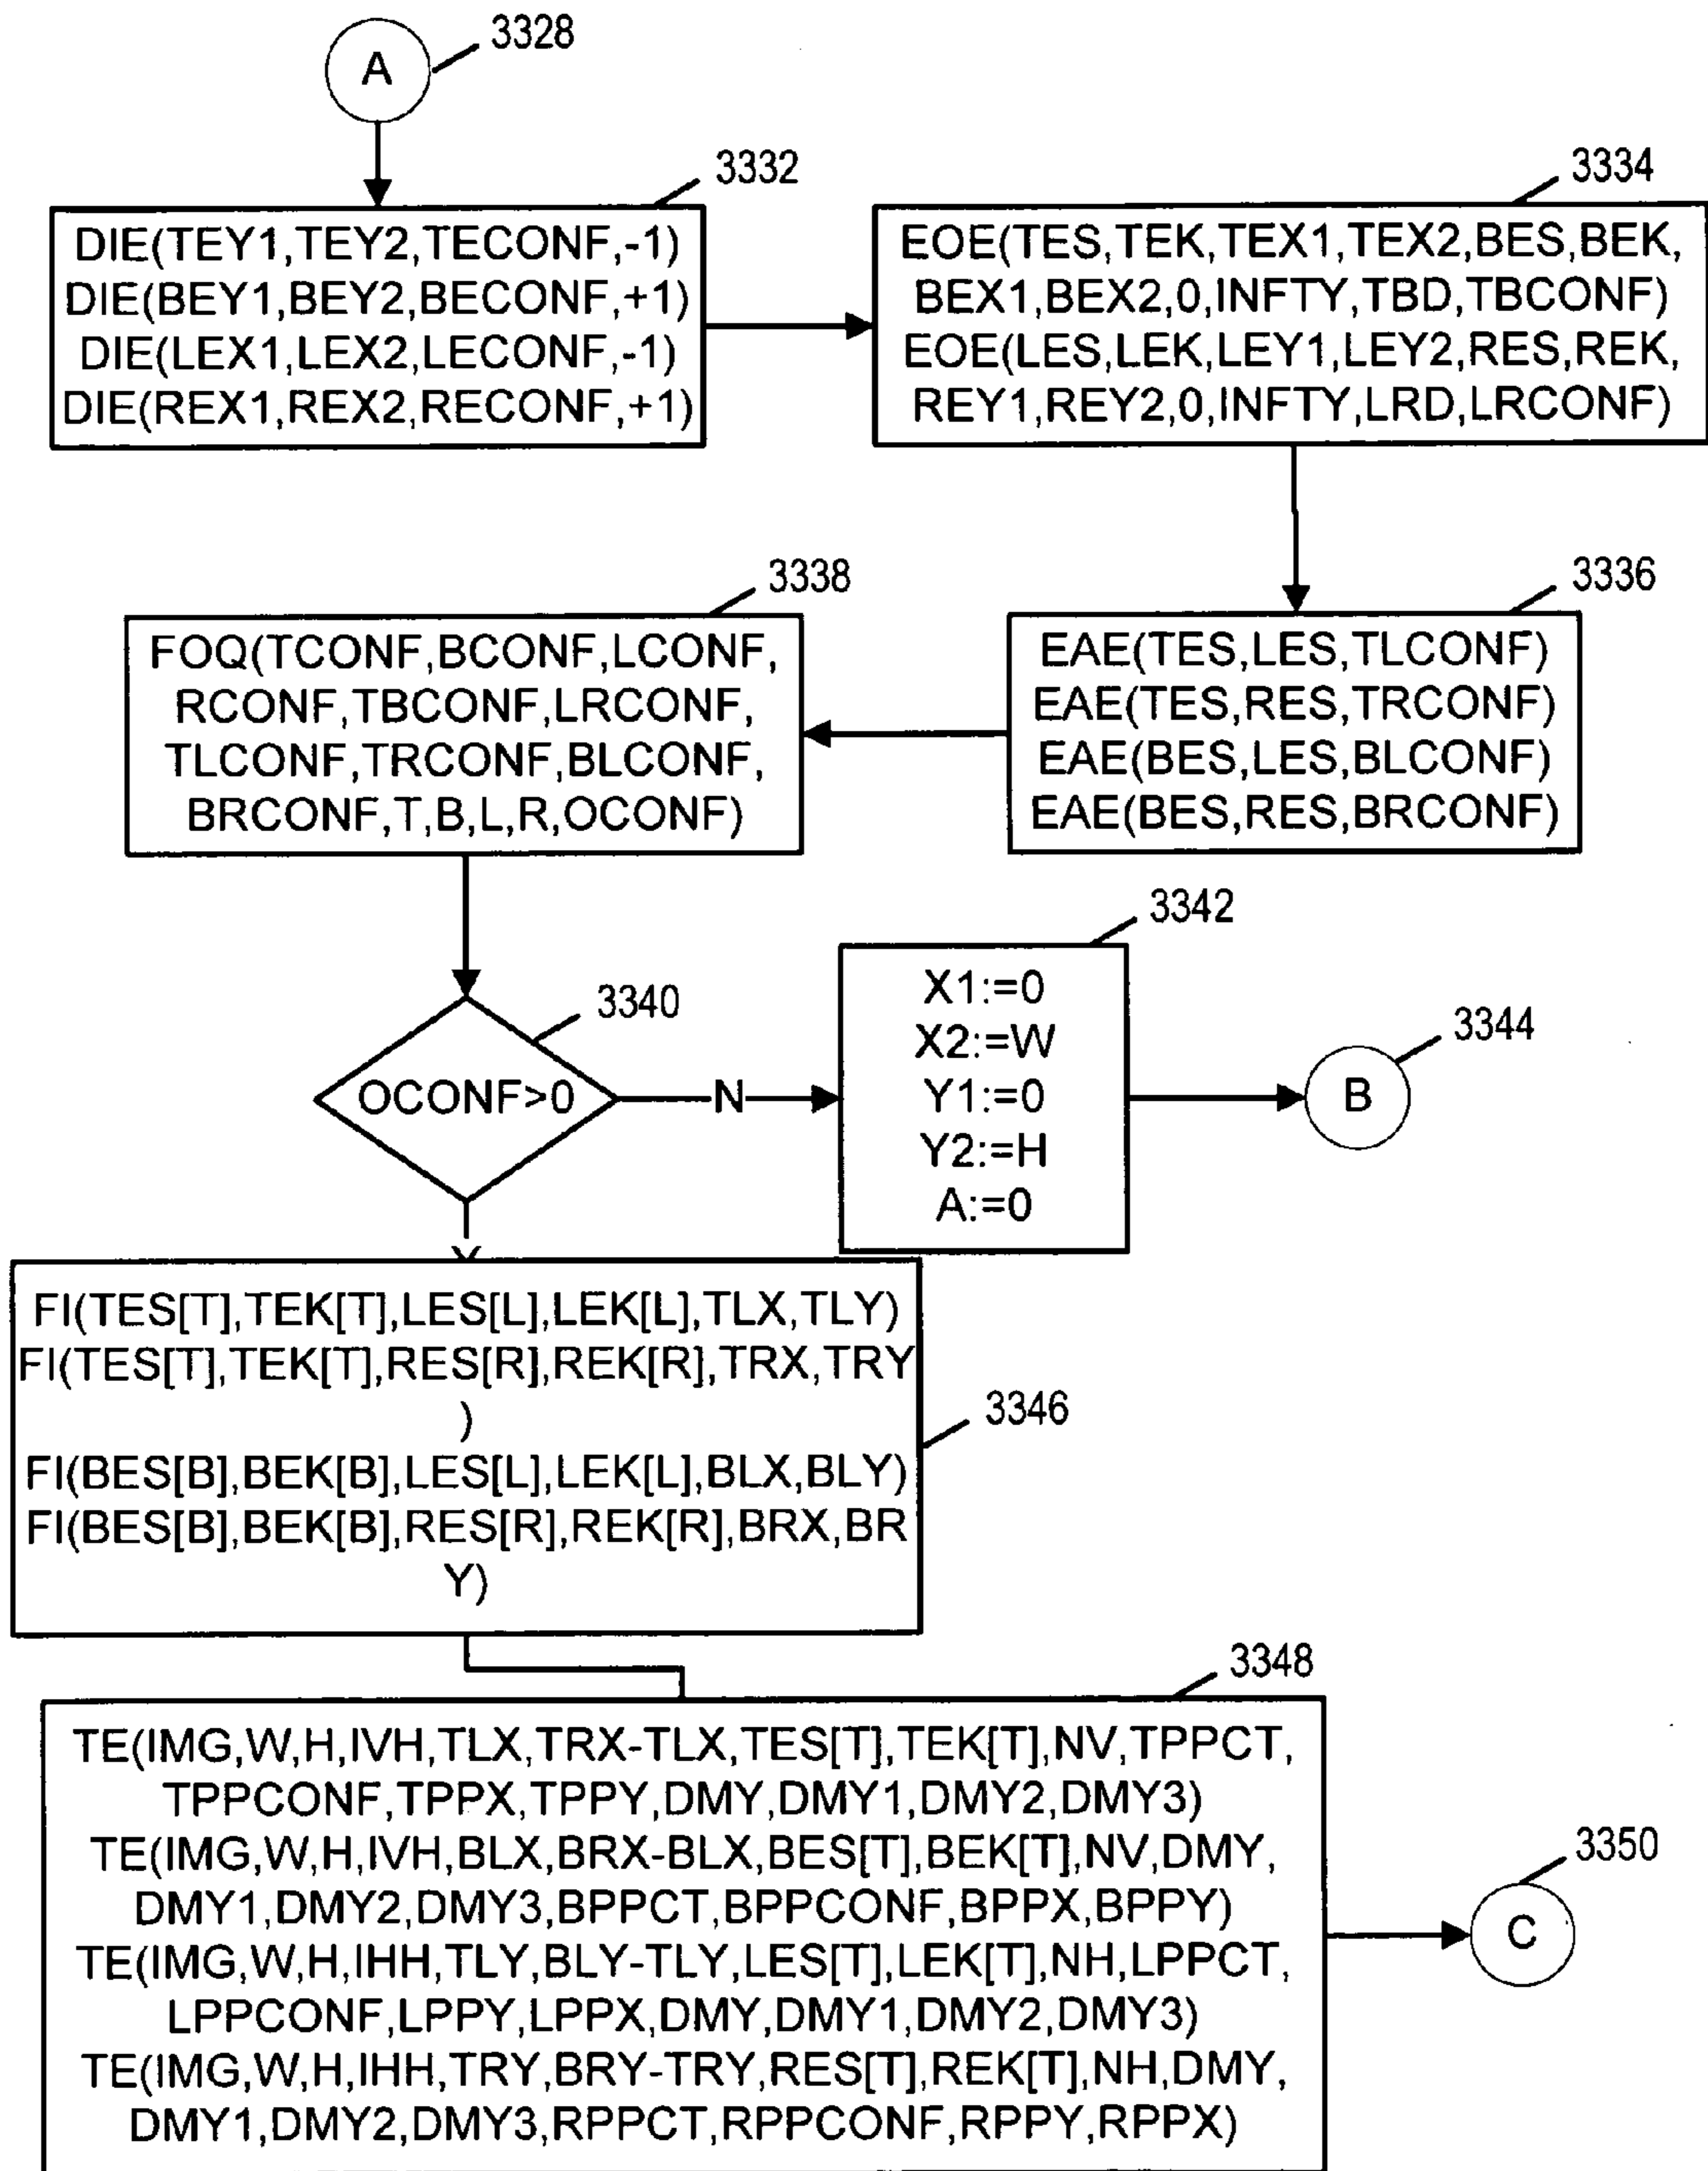 A
3328
3332
DIE(TEY1,TEY2,TECONF,-1)
DIE(BEY1,BEY2,BECONF,+1)
DIE(LEX1,LEX2,LECONF,-1)
DIE(REX1,REX2,RECONF,+1)
3334
EOE(TES,TEK,TEX1,TEX2,BES,BEK,
BEX1,BEX2,0,INFTY,TBD,TBCONF)
EOE(LES,LEK,LEY1,LEY2,RES,REK,
REY1,REY2,0,INFTY,LRD,LRCONF)
3338
FOQ(TCONF,BCONF,LCONF,
RCONF,TBCONF,LRCONF,
TLCONF,TRCONF,BLCONF,
BRCONF,T,B,L,R,OCONF)
3336
EAE(TES,LES,TLCONF)
EAE(TES,RES,TRCONF)
EAE(BES,LES,BLCONF)
EAE(BES,RES,BRCONF)
3340
OCONF>0
N
3342
X1:=0
X2:=W
Y1:=0
Y2:=H
A:=0
3344
B
Y
FI(TES[T],TEK[T],LES[L],LEK[L],TLX,TLY)
FI(TES[T],TEK[T],RES[R],REK[R],TRX,TRY
)
FI(BES[B],BEK[B],LES[L],LEK[L],BLX,BLY)
FI(BES[B],BEK[B],RES[R],REK[R],BRX,BR
Y)
3346
3348
TE(IMG,W,H,IVH,TLX,TRX-TLX,TES[T],TEK[T],NV,TPPCT,
TPPCONF,TPPX,TPPY,DMY,DMY1,DMY2,DMY3)
TE(IMG,W,H,IVH,BLX,BRX-BLX,BES[T],BEK[T],NV,DMY,
DMY1,DMY2,DMY3,BPPCT,BPPCONF,BPPX,BPPY)
TE(IMG,W,H,IHH,TLY,BLY-TLY,LES[T],LEK[T],NH,LPPCT,
LPPCONF,LPPY,LPPX,DMY,DMY1,DMY2,DMY3)
TE(IMG,W,H,IHH,TRY,BRY-TRY,RES[T],REK[T],NH,DMY,
DMY1,DMY2,DMY3,RPPCT,RPPCONF,RPPY,RPPX)
3350
C